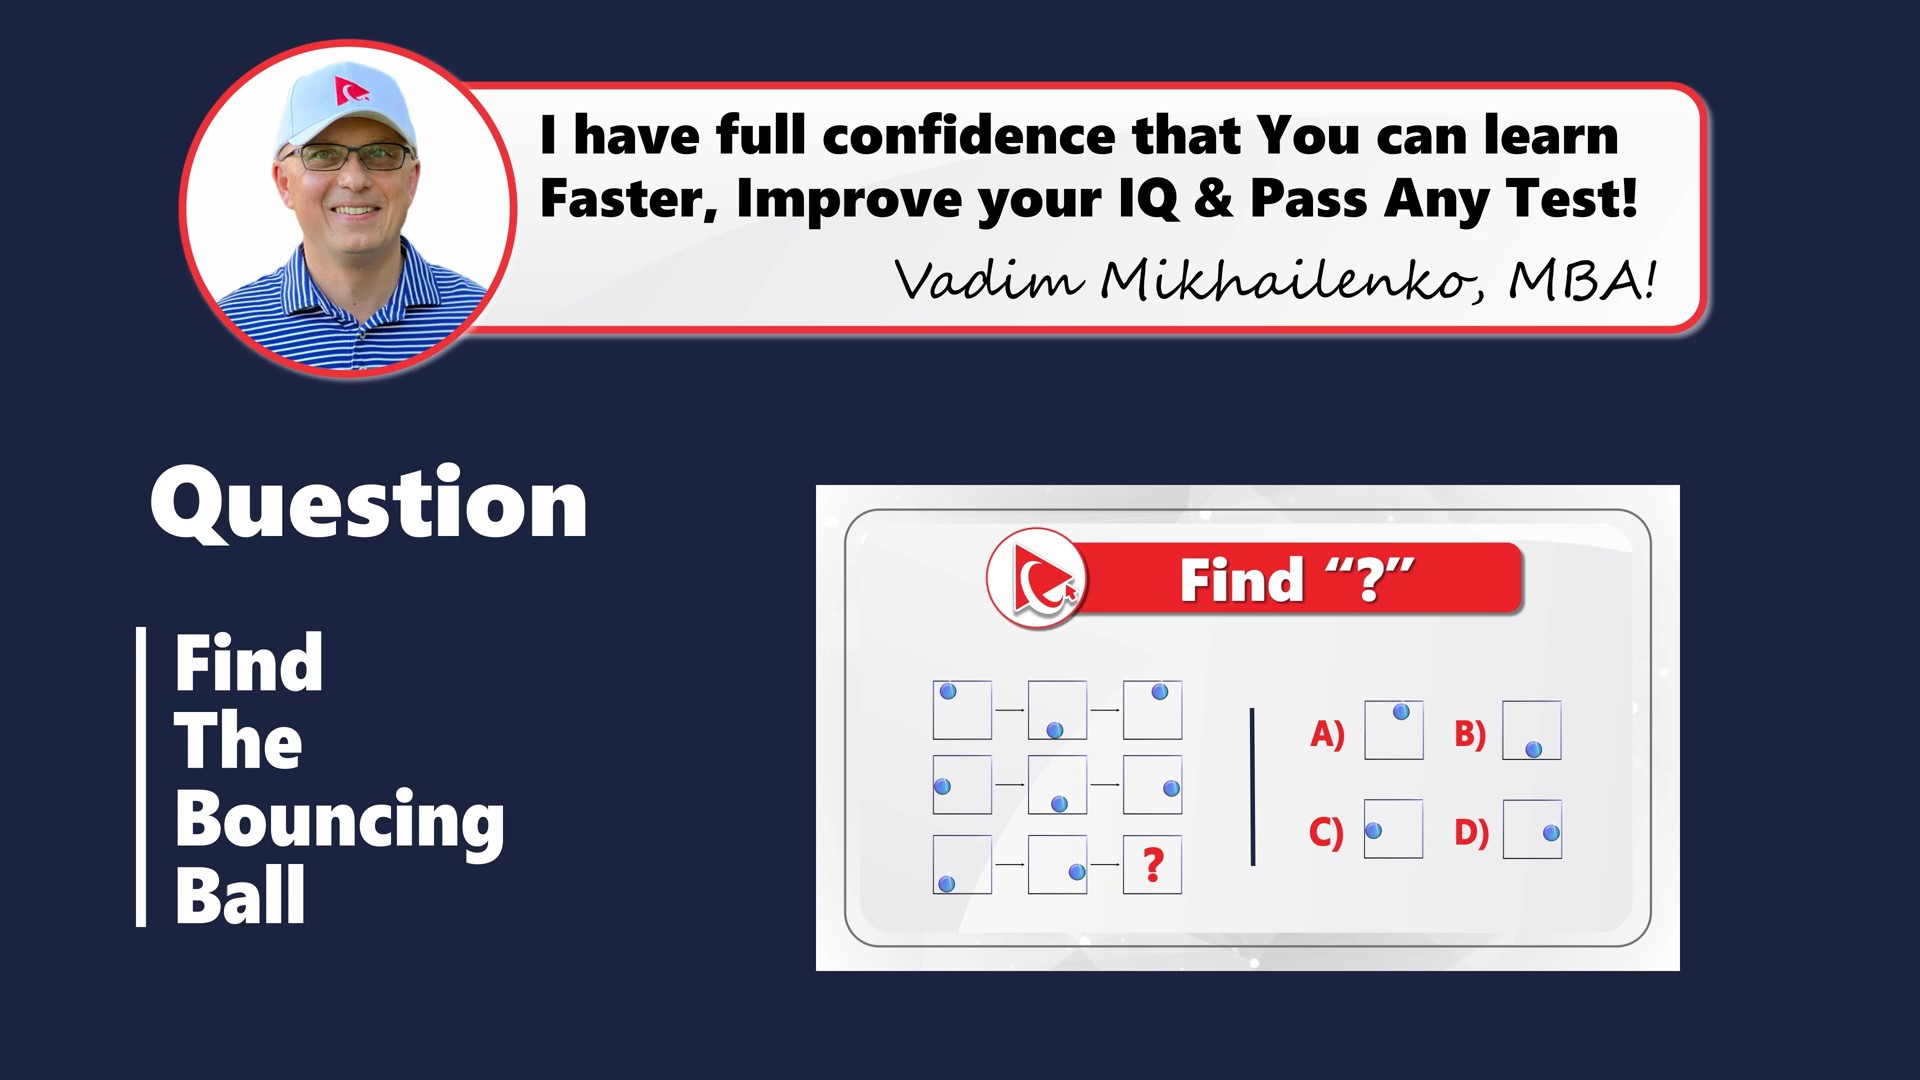 I have full confidence that You can learn
Faster, Improve your IQ & Pass Any Test!
Vadim Mikhailenko, MBA!
Question
Find
The
Bouncing
Ball
Find “?”
?
A)
B)
C)
D)